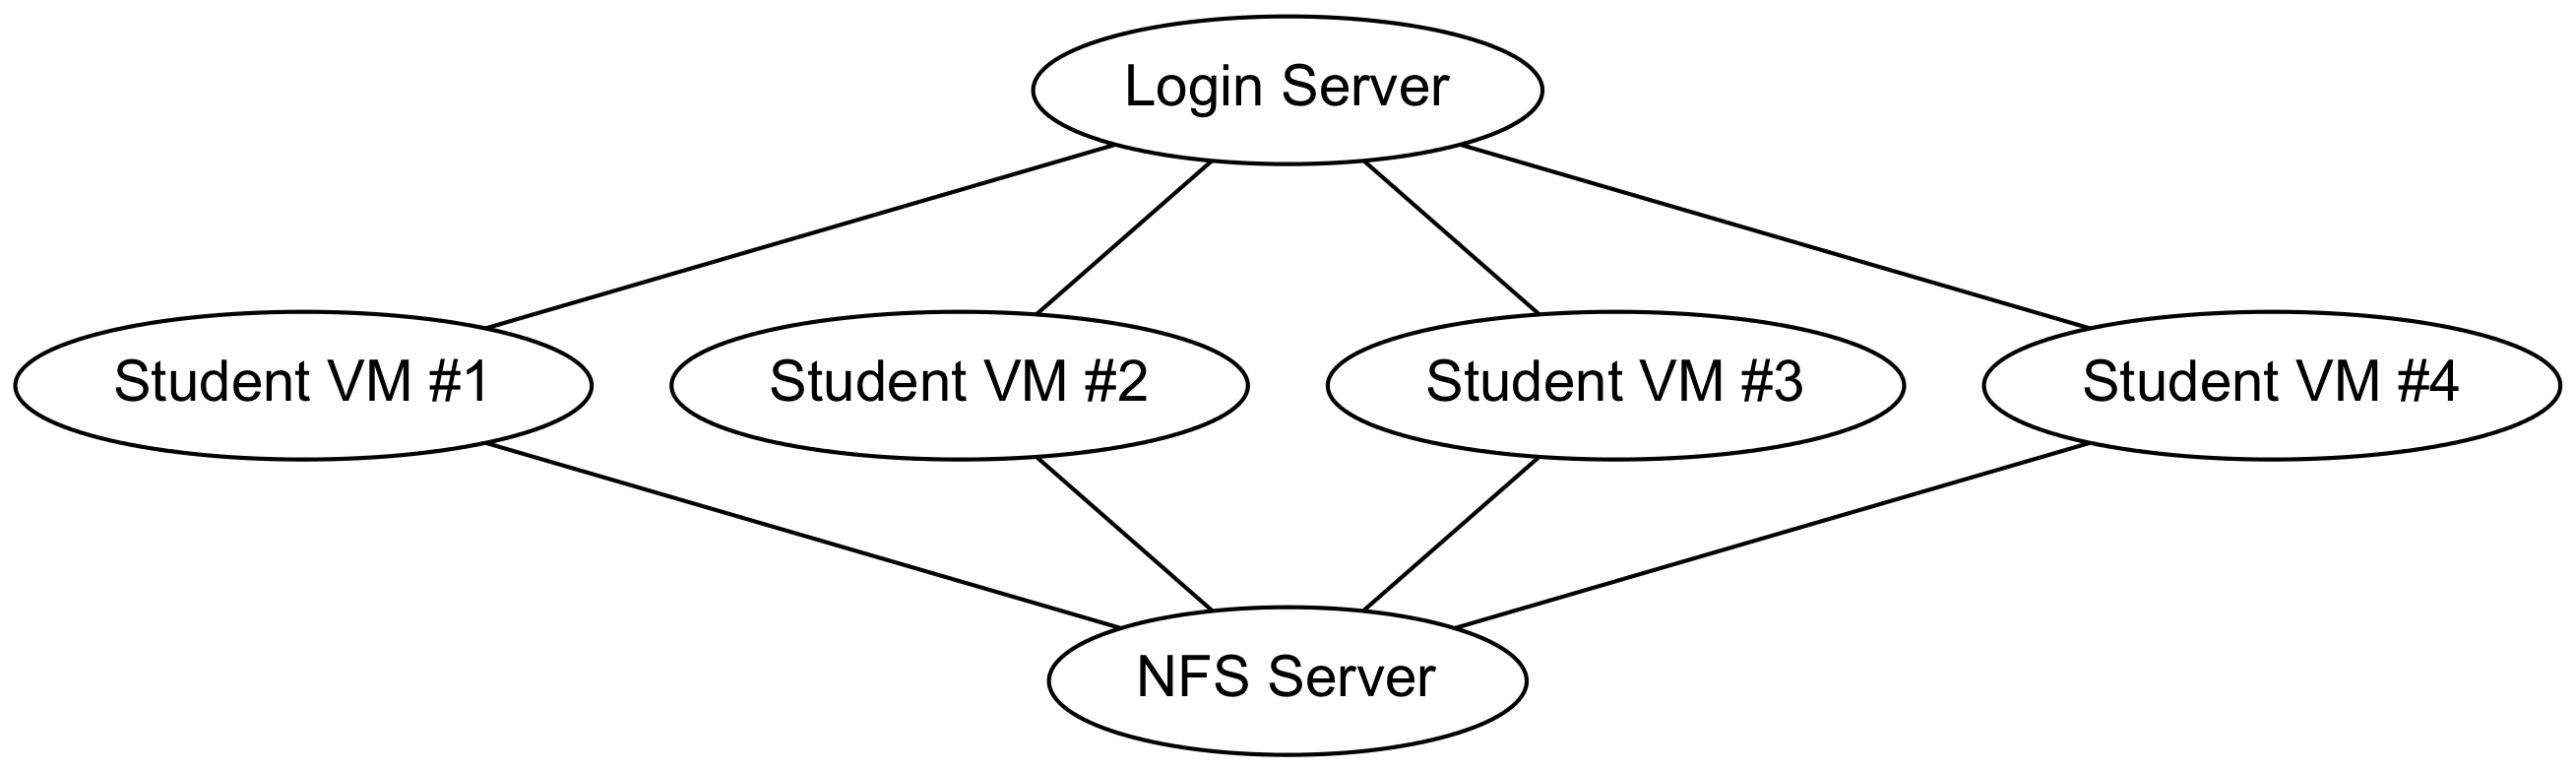 Login Server
Student VM #1
Student VM #2
Student VM #3
Student VM #4
NFS Server